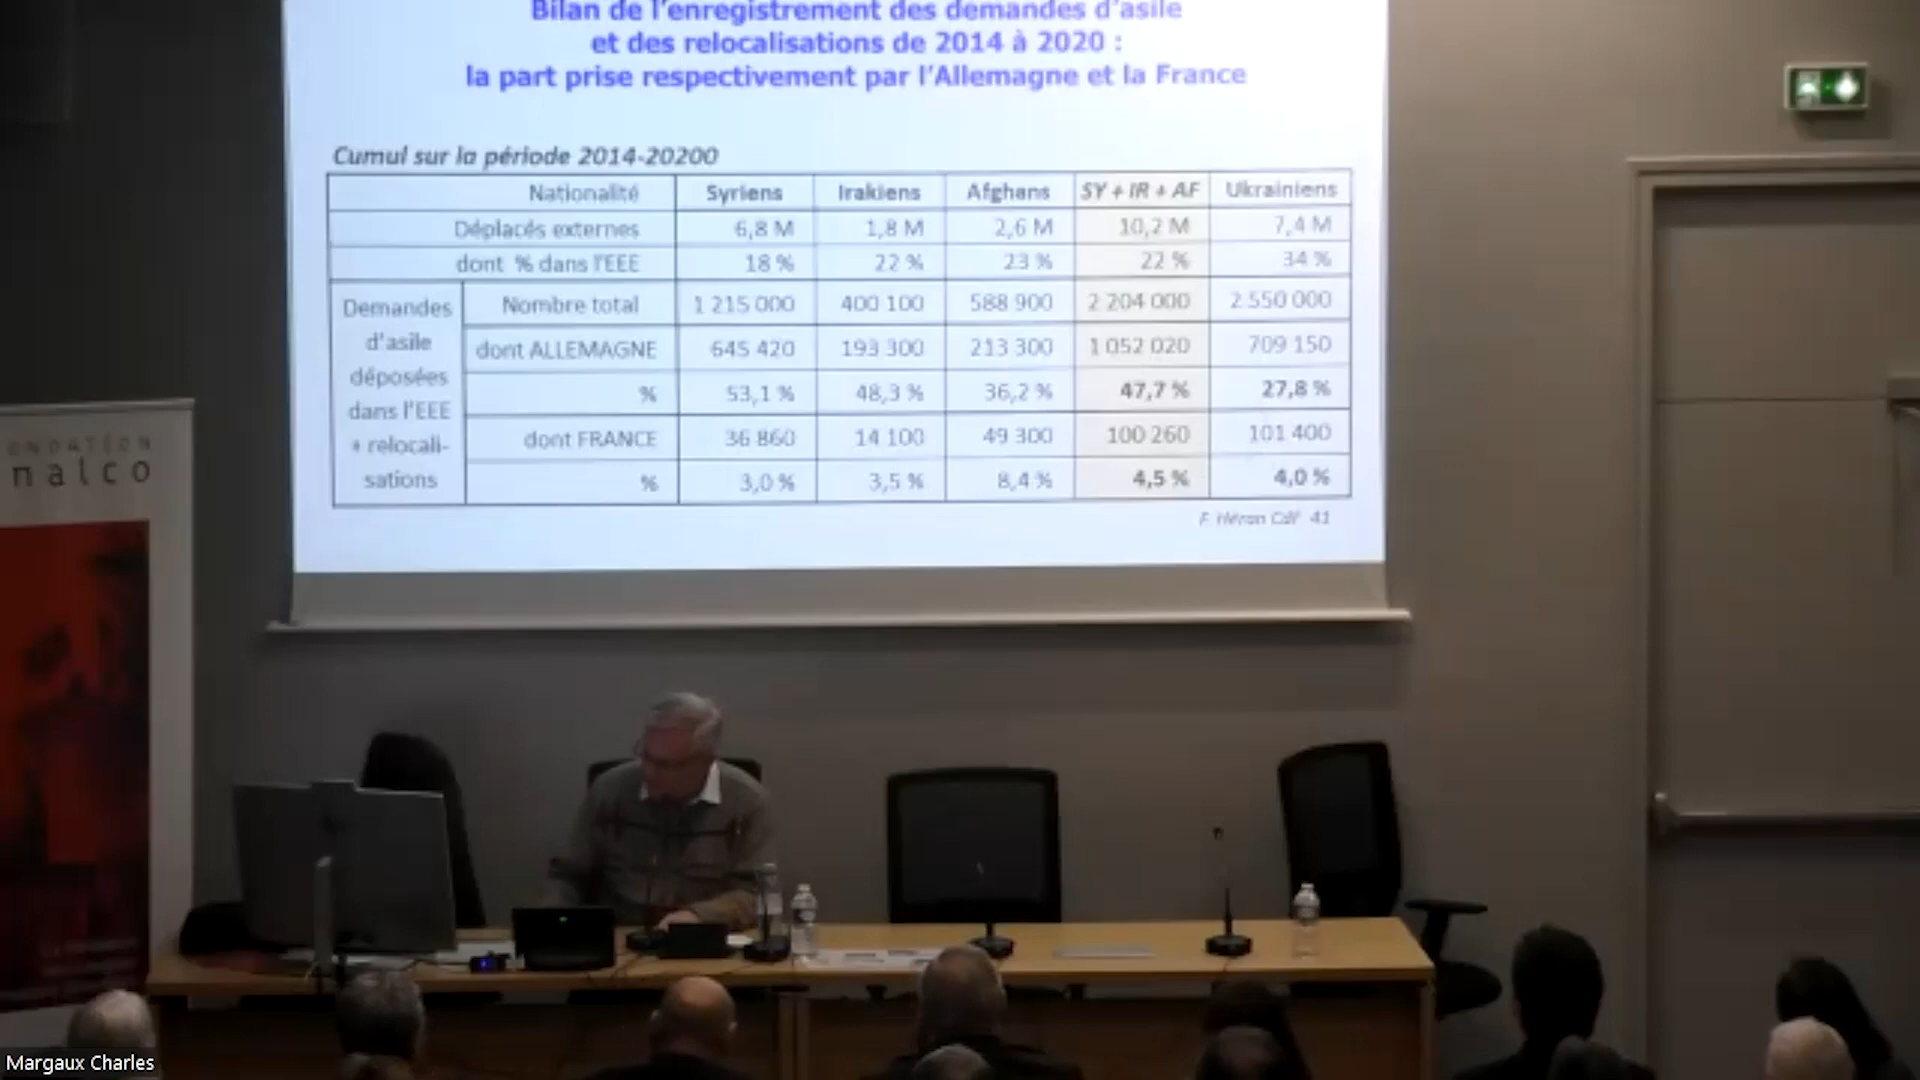 Bilan de l'enregistrement des demandes d'asile
et des relocalisations de 2014 à 2020 :
la part prise respectivement par l'Allemagne et la France
Cumul sur la période 2014-20200
Nationalité Syriens Irakiens Afghans SY + IR + AF Ukrainiens
Déplacés externes 6,8 M 1,8 M 2,6 M 10,2 M 7,4 M
dont % dans l'EEE 18 % 22 % 23 % 22 % 34 %
Demandes
d'asile
déposées
dans l'EEE
+ relocali-
sations
Nombre total 1 215 000 400 100 588 900 2 204 000 2 550 000
dont ALLEMAGNE 645 420 193 300 213 300 1 052 020 709 150
% 53,1 % 48,3 % 36,2 % 47,7 % 27,8 %
dont FRANCE 36 860 14 100 49 300 100 260 101 400
% 3,0 % 3,5 % 8,4 % 4,5 % 4,0 %
F. Héran CdF 41
ONDATION
nalco
Margaux Charles